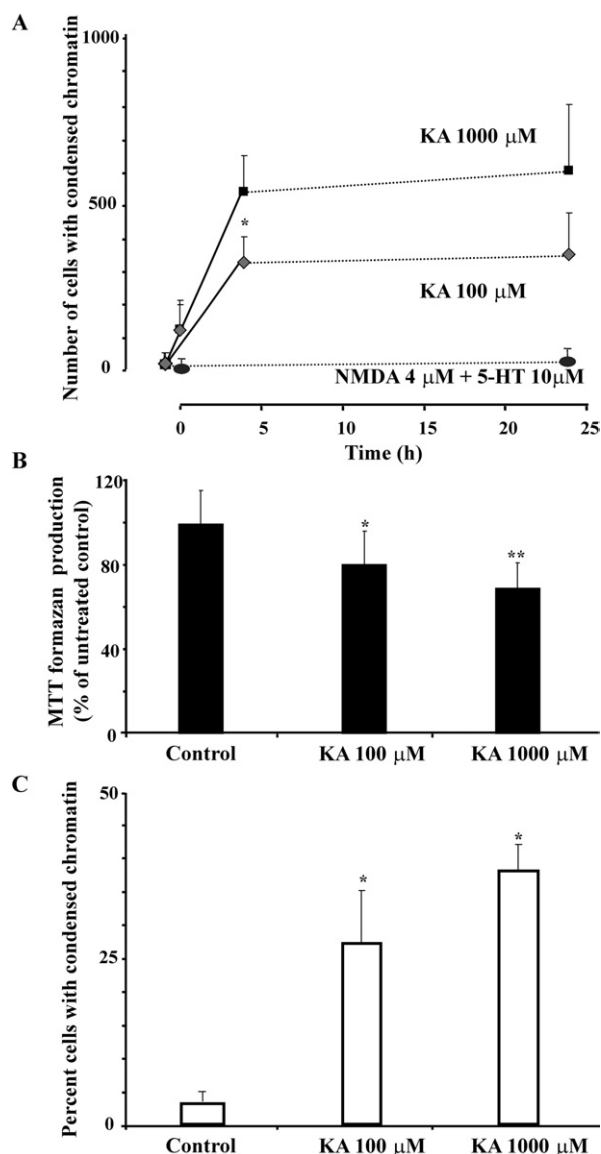 A
Number of cells with condensed chromatin
1000
500
0
KA 1000 µM
*
KA 100 µM
NMDA 4 µM + 5-HT 10µM
0 5 10 15 20 25
Time (h)
B
MTT formazan production
(% of untreated control)
120
80
40
0
*
**
Control KA 100 µM KA 1000 µM
C
Percent cells with condensed chromatin
50
25
0
*
*
Control KA 100 µM KA 1000 µM